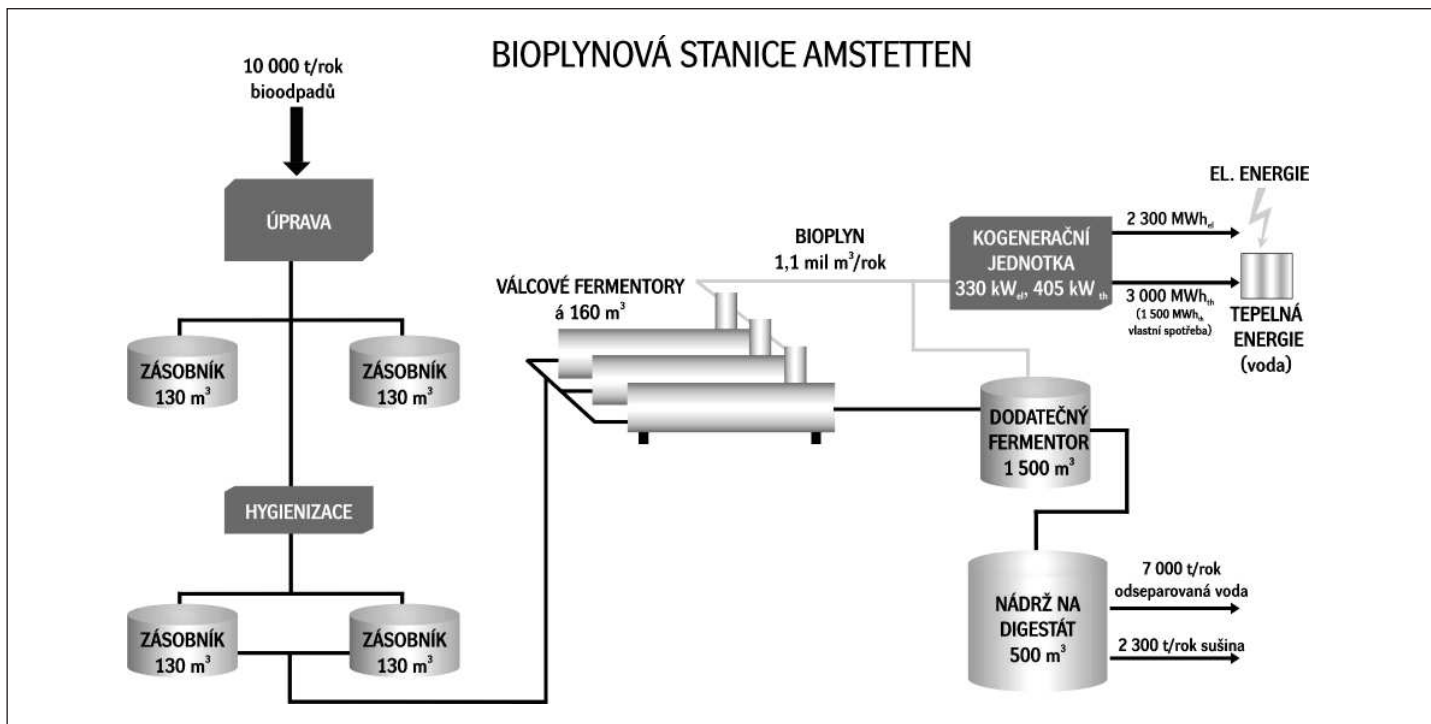 BIOPLYNOVÁ STANICE AMSTETTEN
10 000 t/rok
bioodpadů
ÚPRAVA
ZÁSOBNÍK
130 m³
ZÁSOBNÍK
130 m³
HYGIENIZACE
ZÁSOBNÍK
130 m³
ZÁSOBNÍK
130 m³
VÁLCOVÉ FERMENTORY
á 160 m³
BIOPLYN
1,1 mil m³/rok
KOGENERAČNÍ
JEDNOTKA
330 kWel, 405 kW th
2 300 MWhel
3 000 MWhth
(1 500 MWhth
vlastní spotřeba)
EL. ENERGIE
TEPELNÁ
ENERGIE
(voda)
DODATEČNÝ
FERMENTOR
1 500 m³
NÁDRŽ NA
DIGESTÁT
500 m³
7 000 t/rok
odseparovaná voda
2 300 t/rok sušina